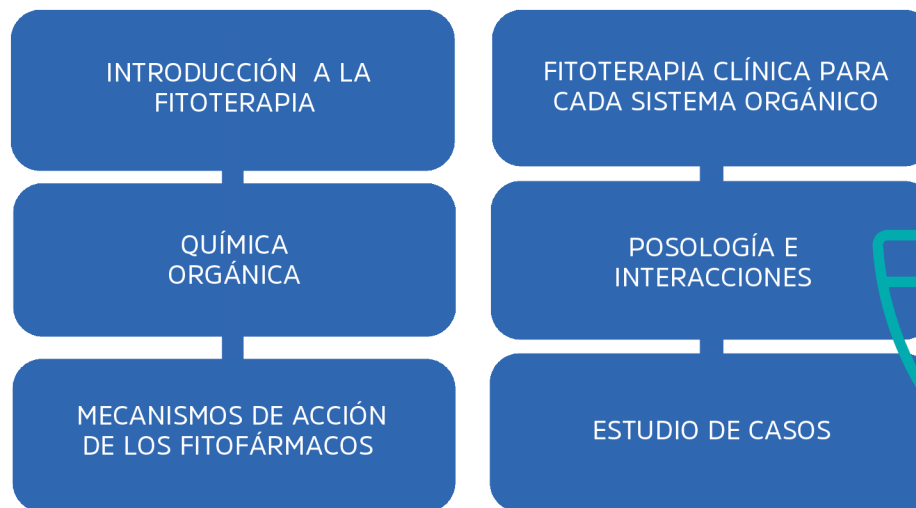 INTRODUCCIÓN A LA
FITOTERAPIA
QUÍMICA
ORGÁNICA
MECANISMOS DE ACCIÓN
DE LOS FITOFÁRMACOS
FITOTERAPIA CLÍNICA PARA
CADA SISTEMA ORGÁNICO
POSOLOGÍA E
INTERACCIONES
ESTUDIO DE CASOS